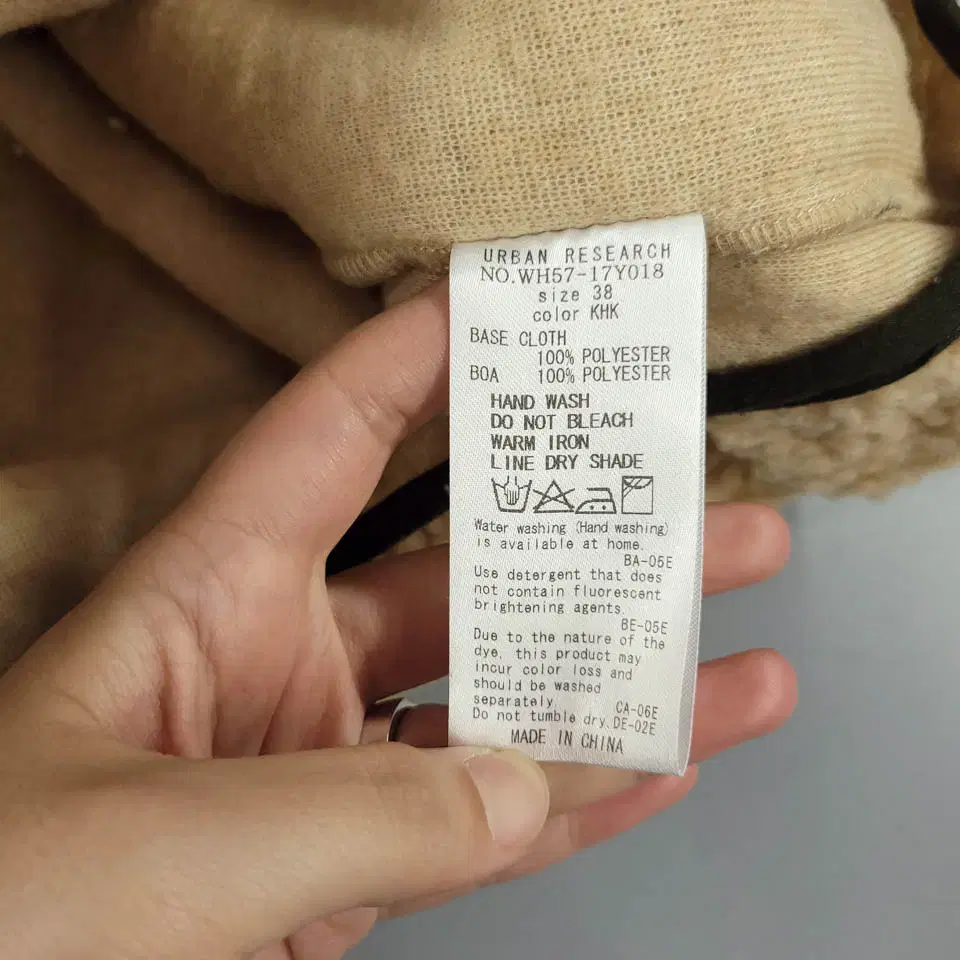 URBAN RESEARCH
NO.WH57-17Y018
size 38
color KHK
BASE CLOTH
100% POLYESTER
BOA 100% POLYESTER
HAND WASH
DO NOT BLEACH
WARM IRON
LINE DRY SHADE
Water washing (Hand washing)
is available at home.
BA-05E
Use detergent that does
not contain fluorescent
brightening agents.
BE-05E
Due to the nature of the
dye, this product may
incur color loss and
should be washed
separately. CA-06E
Do not tumble dry. DE-02E
MADE IN CHINA